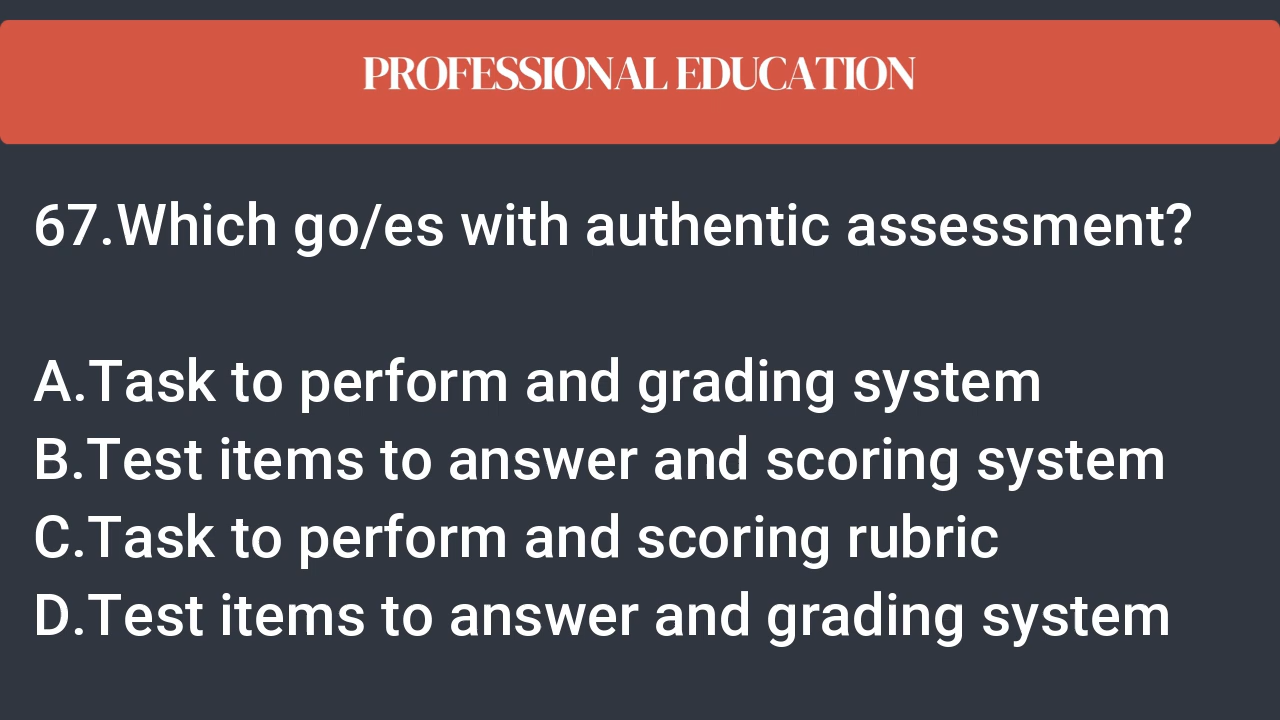 PROFESSIONAL EDUCATION
67.Which go/es with authentic assessment?
A.Task to perform and grading system
B.Test items to answer and scoring system
C.Task to perform and scoring rubric
D.Test items to answer and grading system